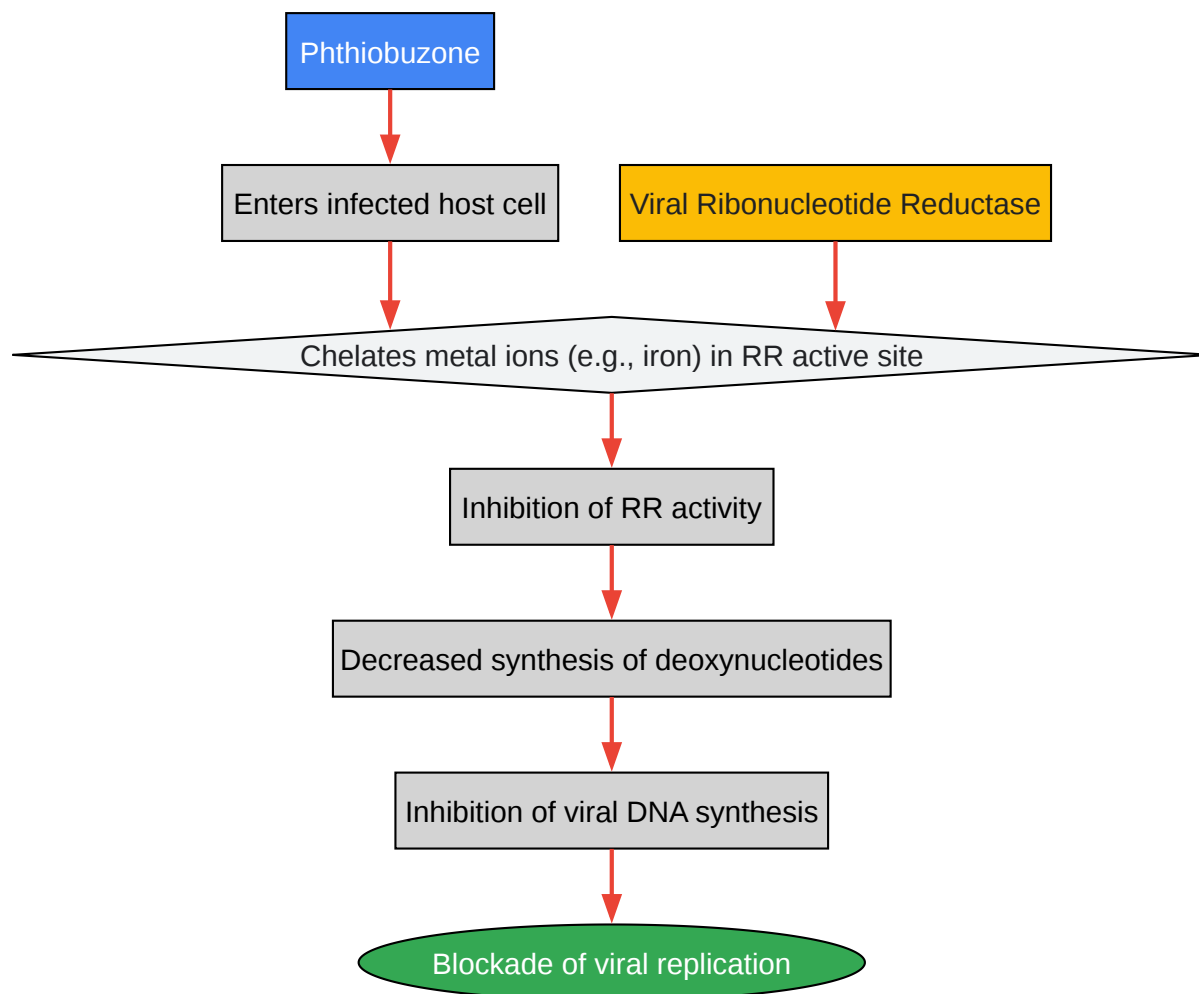 Phthiobuzone
Enters infected host cell
Viral Ribonucleotide Reductase
Chelates metal ions (e.g., iron) in RR active site
Inhibition of RR activity
Decreased synthesis of deoxynucleotides
Inhibition of viral DNA synthesis
Blockade of viral replication